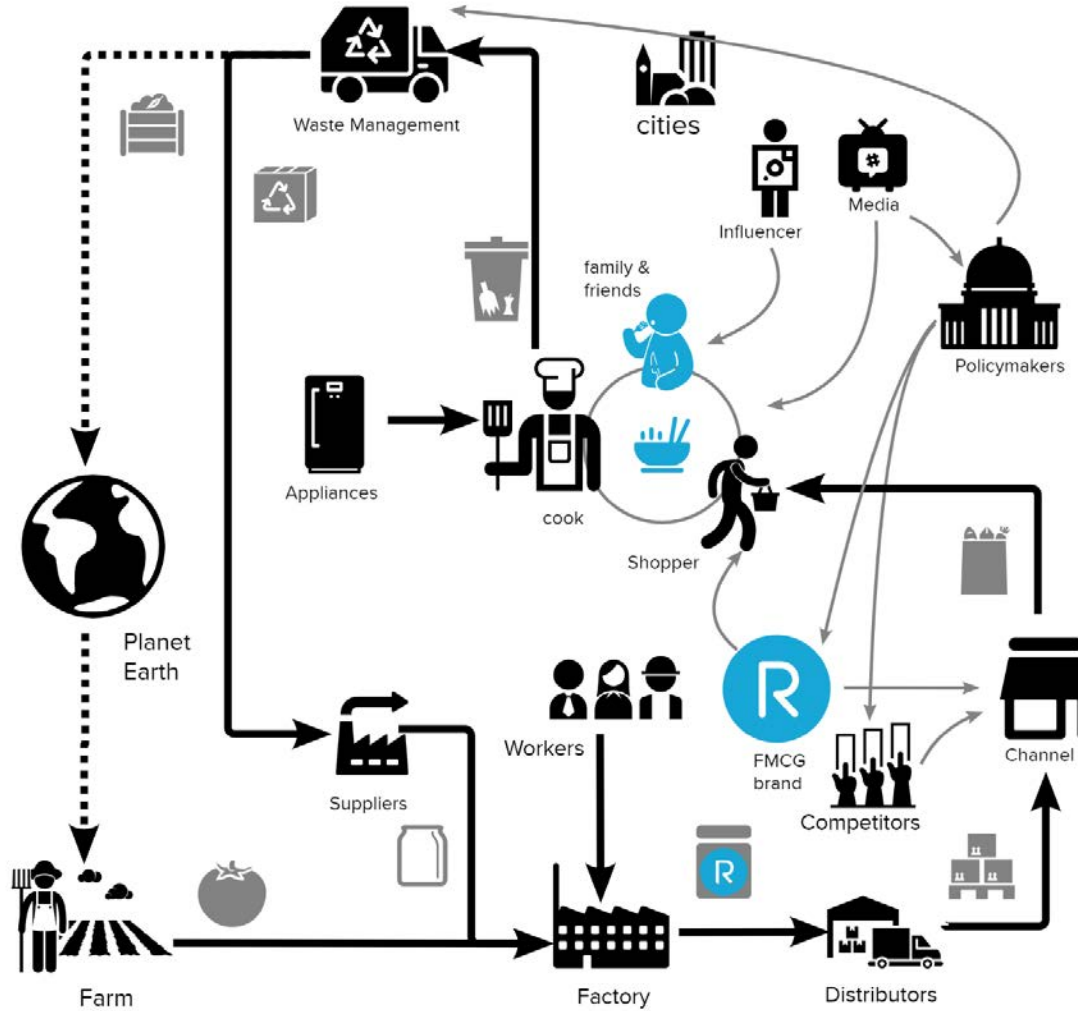 Waste Management
cities
Influencer
Media
family &
friends
Policymakers
Appliances
cook
Shopper
Planet
Earth
Workers
R
FMCG
brand
Channel
Suppliers
Competitors
R
Farm
Factory
Distributors
#